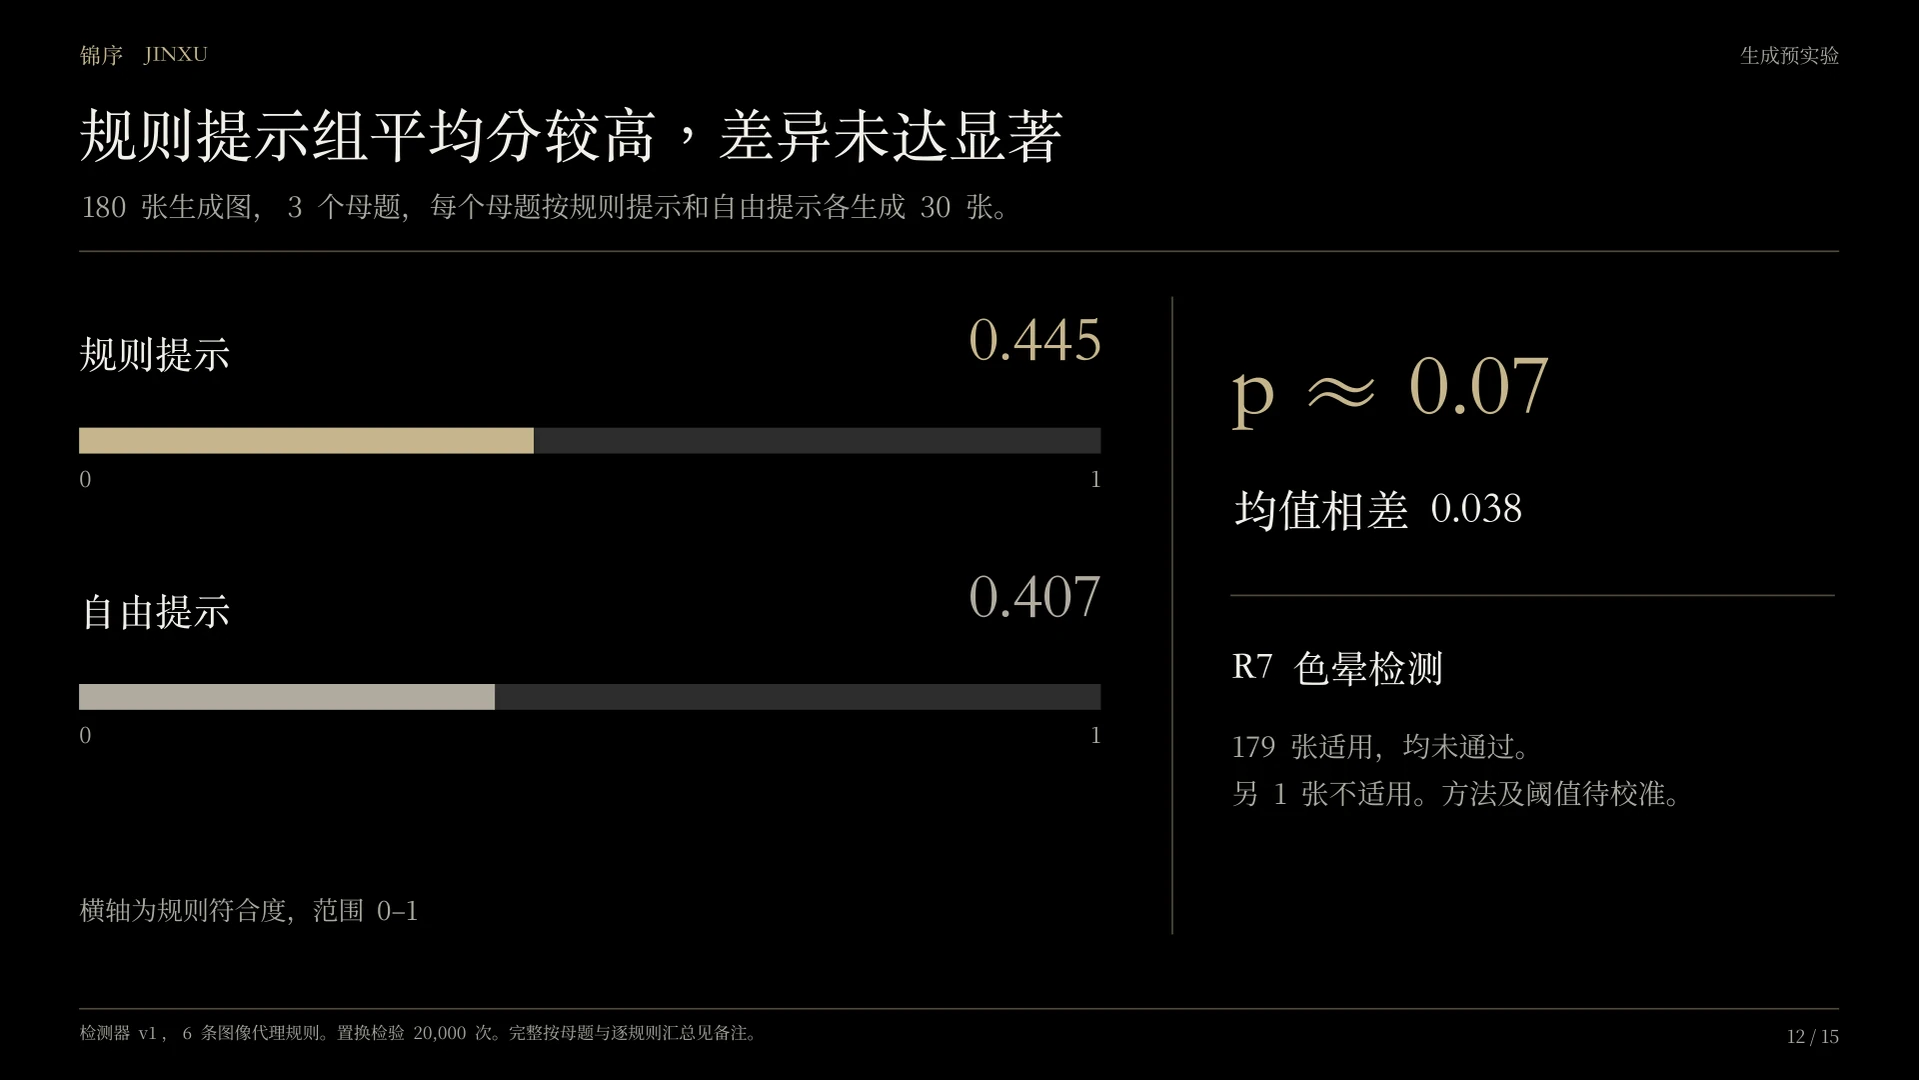 锦序 JINXU
生成预实验
规则提示组平均分较高，差异未达显著
180 张生成图，3 个母题，每个母题按规则提示和自由提示各生成 30 张。
规则提示
0.445
0
1
自由提示
0.407
0
1
横轴为规则符合度，范围 0–1
p ≈ 0.07
均值相差 0.038
R7 色晕检测
179 张适用，均未通过。
另 1 张不适用。方法及阈值待校准。
检测器 v1，6 条图像代理规则。置换检验 20,000 次。完整按母题与逐规则汇总见备注。
12 / 15